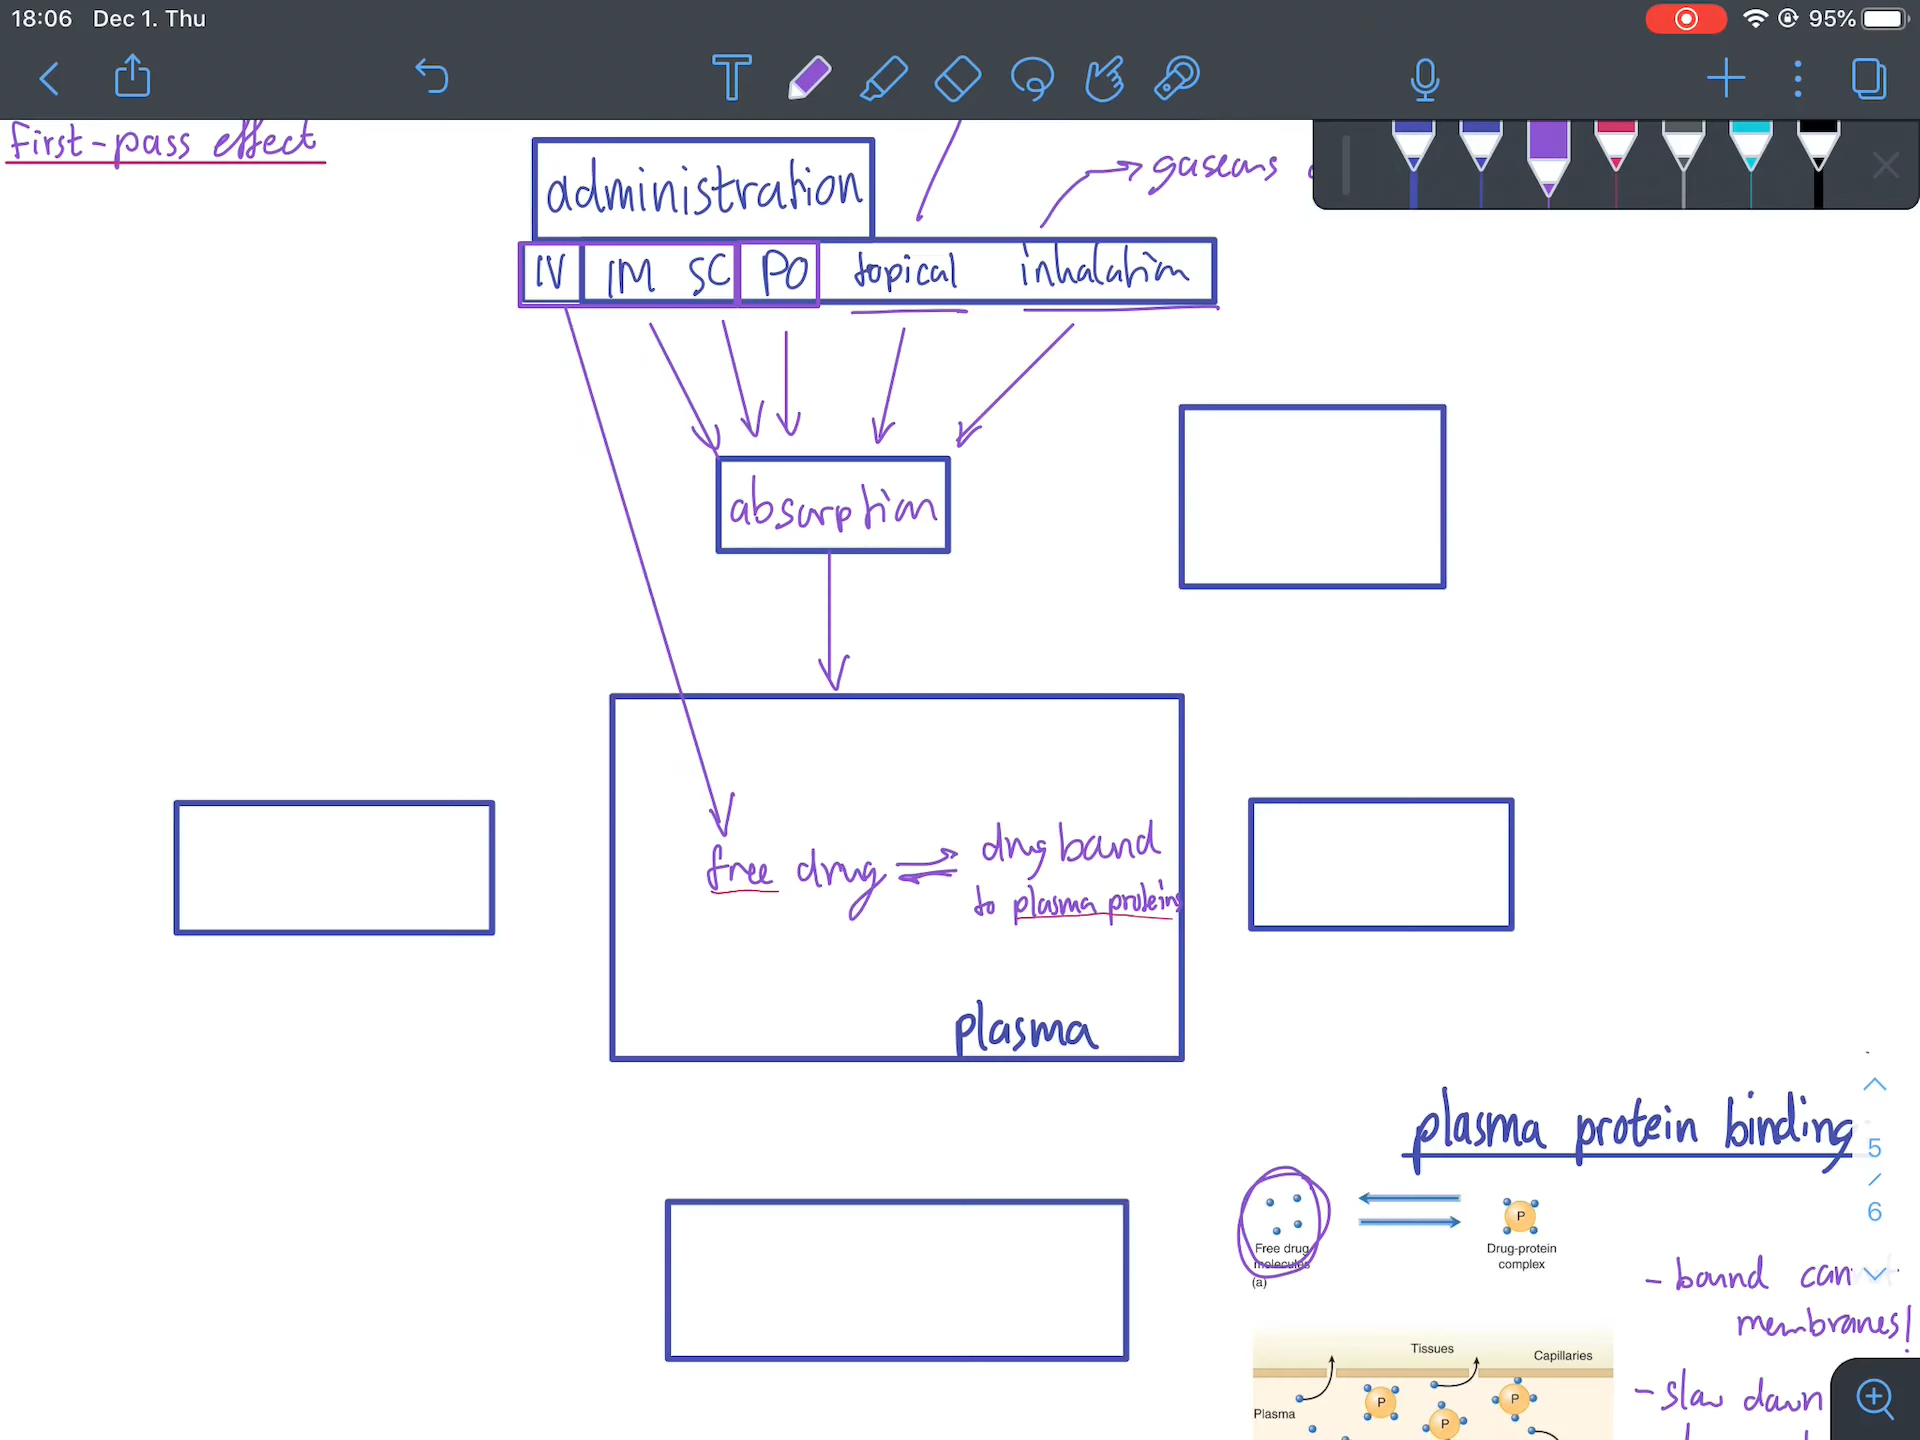 18:06 Dec 1. Thu
95%
First-pass effect
administration
gaseous
IV IM SC PO topical inhalation
absorption
free drug
drug bound
to plasma proteins
plasma
plasma protein binding
5
/
6
P
Free drug
molecules
(a)
Drug-protein
complex
- bound
membranes!
Tissues
Capillaries
Plasma
P
P
P
- slow down